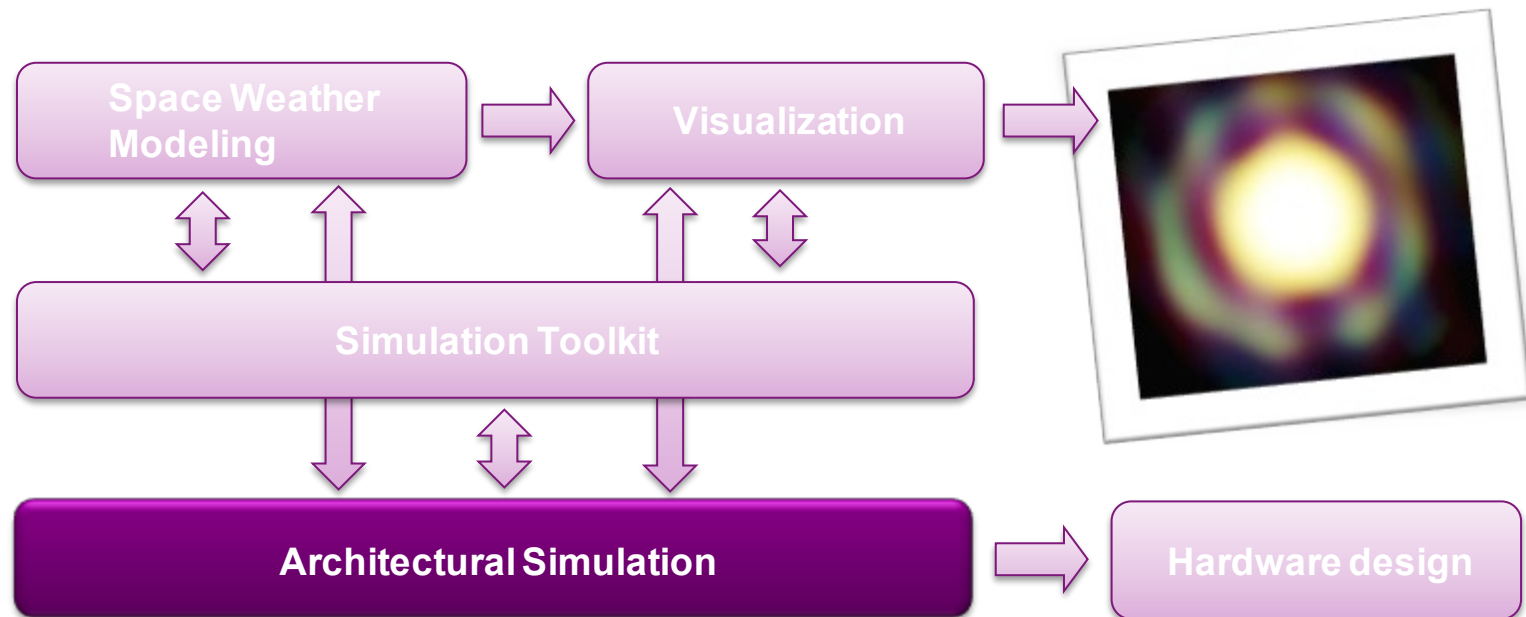 Space Weather
Modeling
Visualization
Simulation Toolkit
Architectural Simulation
Hardware design